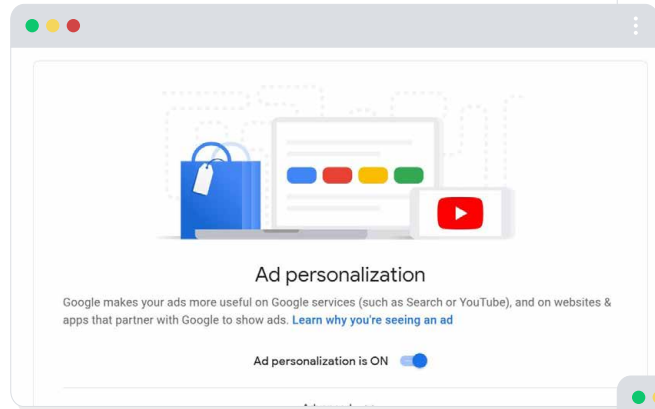 Ad personalization
Google makes your ads more useful on Google services (such as Search or YouTube), and on websites &
apps that partner with Google to show ads. Learn why you're seeing an ad
Ad personalization is ON